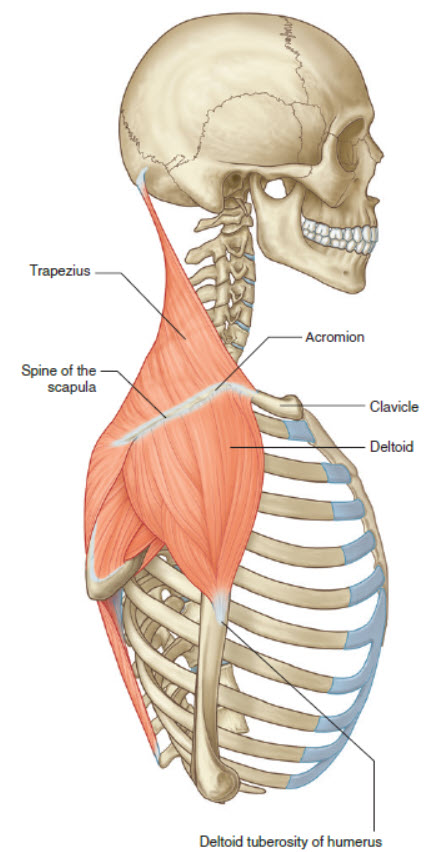 Trapezius
Acromion
Spine of the
scapula
Clavicle
Deltoid
Deltoid tuberosity of humerus